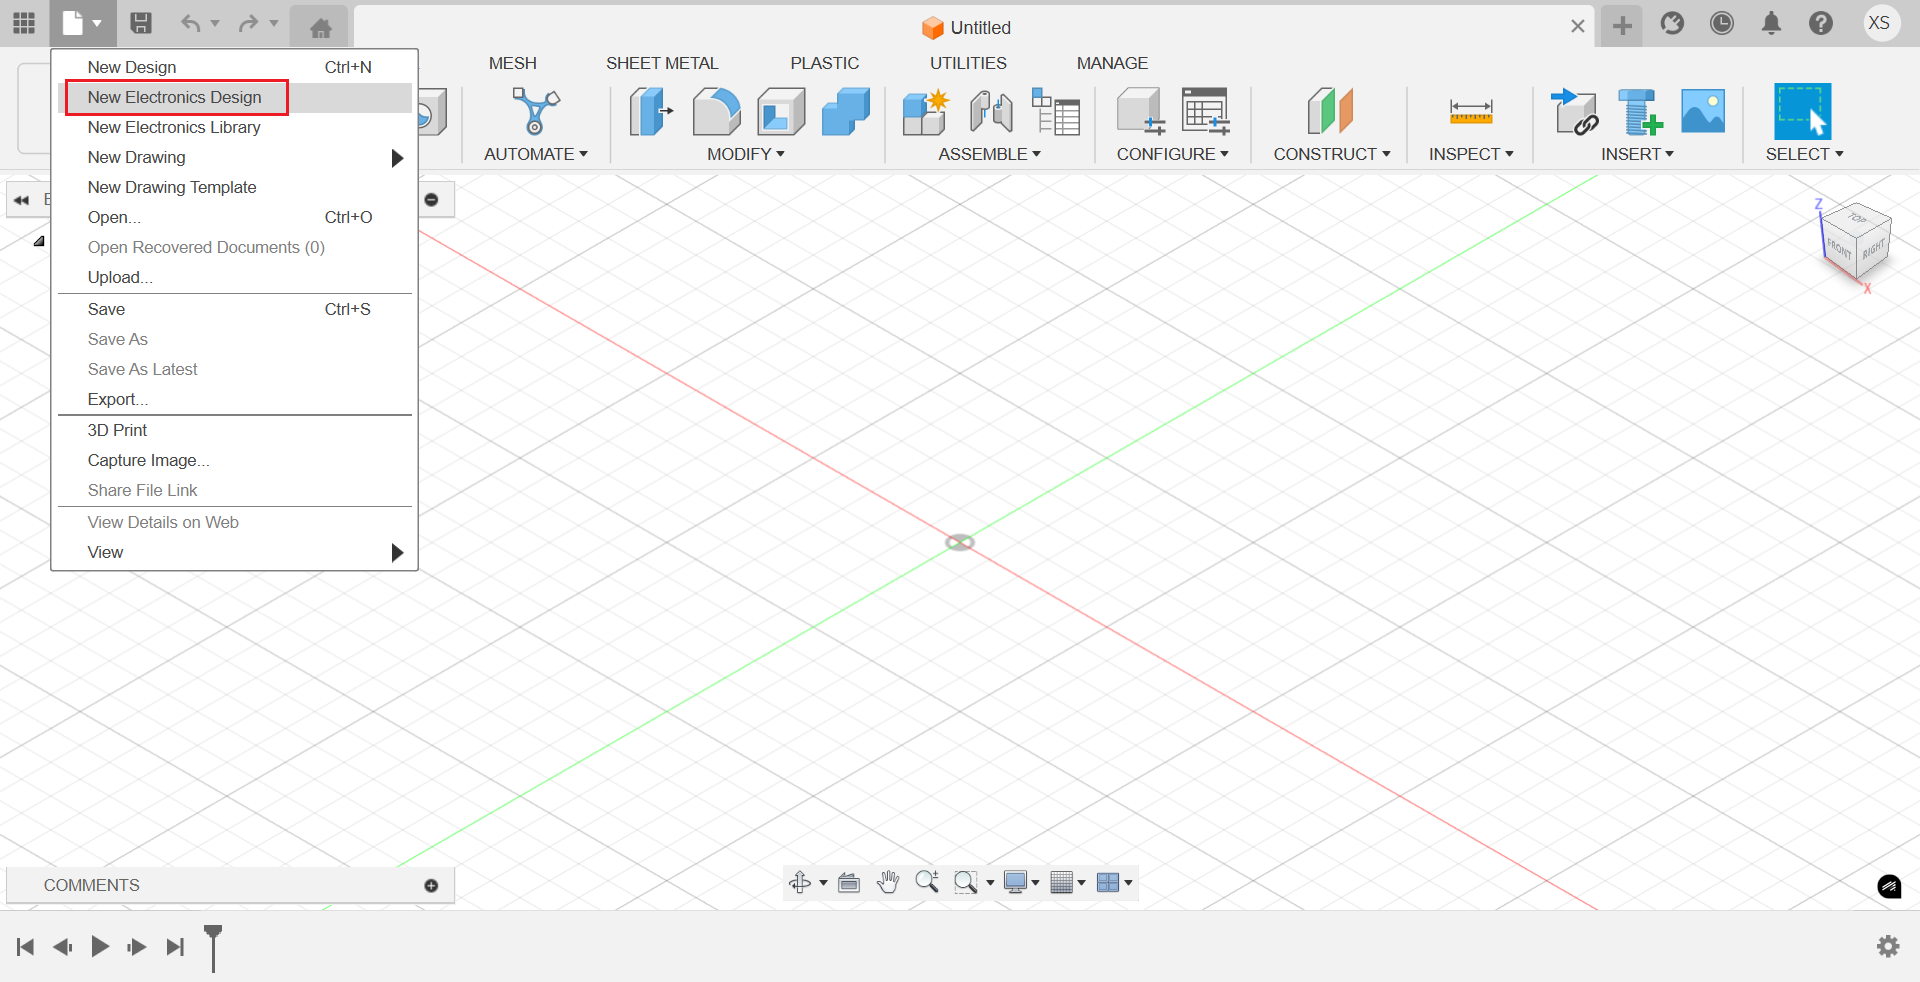 Untitled
XS
New Design Ctrl+N
New Electronics Design
New Electronics Library
New Drawing
New Drawing Template
Open... Ctrl+O
Open Recovered Documents (0)
Upload...
Save Ctrl+S
Save As
Save As Latest
Export...
3D Print
Capture Image...
Share File Link
View Details on Web
View
MESH SHEET METAL PLASTIC UTILITIES MANAGE
AUTOMATE MODIFY ASSEMBLE CONFIGURE CONSTRUCT INSPECT INSERT SELECT
Z
TOP
FRONT RIGHT
X
COMMENTS